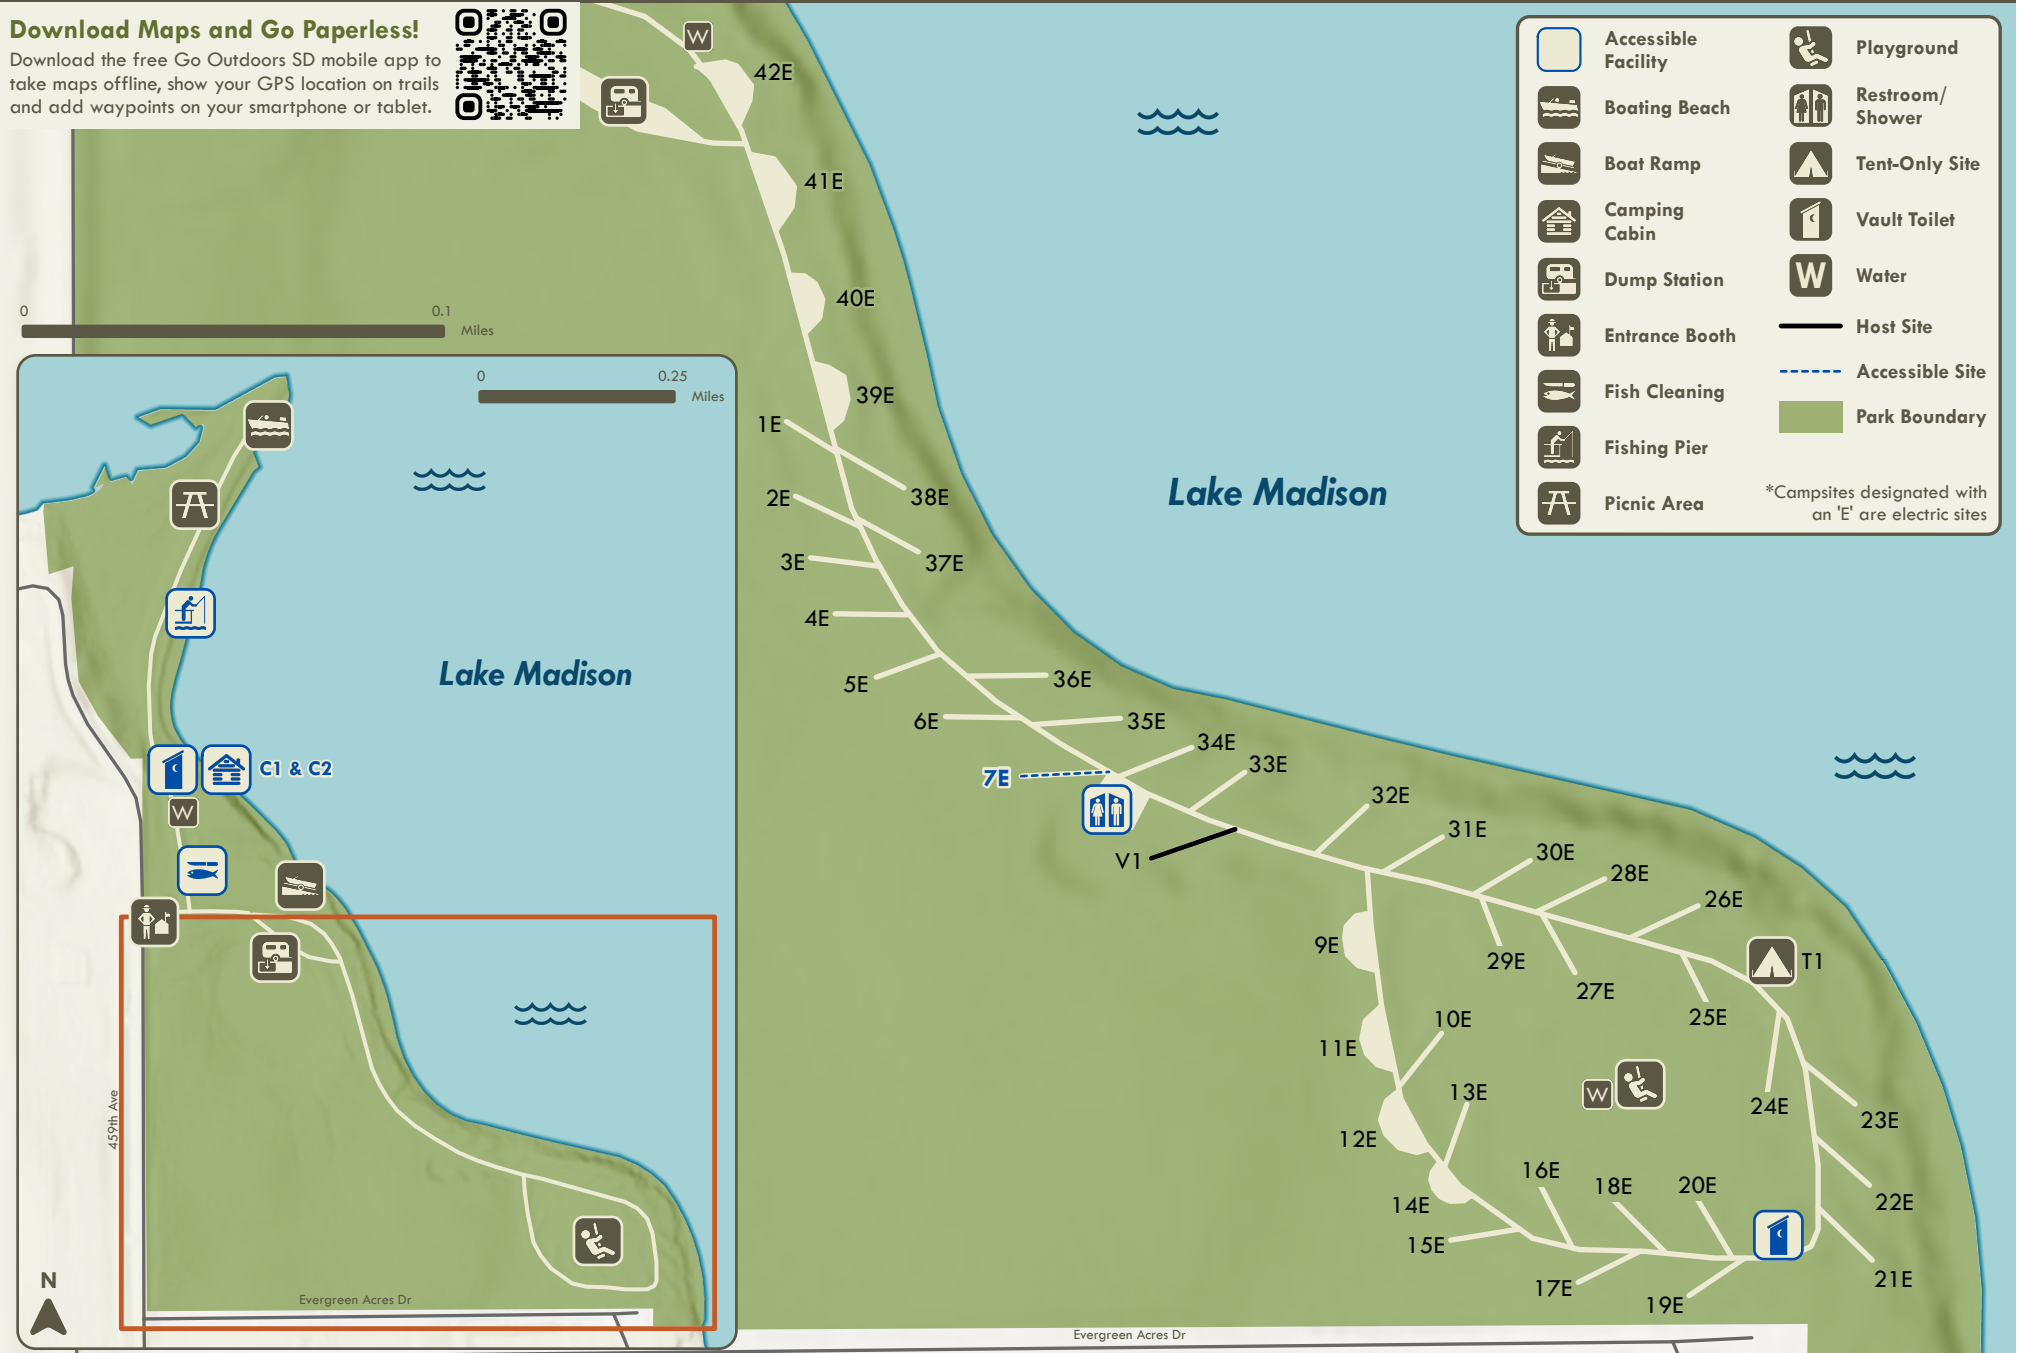 Download Maps and Go Paperless!
Download the free Go Outdoors SD mobile app to
take maps offline, show your GPS location on trails
and add waypoints on your smartphone or tablet.
0
0.1
Miles
0
0.25
Miles
Lake Madison
C1 & C2
W
459th Ave
Evergreen Acres Dr
N
W
42E
41E
40E
39E
1E
38E
2E
37E
3E
4E
5E
36E
6E
35E
34E
7E
33E
V1
32E
31E
30E
28E
26E
9E
29E
27E
25E
T1
10E
11E
13E
12E
W
24E
23E
14E
16E
18E
20E
22E
15E
17E
19E
21E
Lake Madison
Evergreen Acres Dr
Accessible
Facility
Boating Beach
Boat Ramp
Camping
Cabin
Dump Station
Entrance Booth
Fish Cleaning
Fishing Pier
Picnic Area
Playground
Restroom/
Shower
Tent-Only Site
Vault Toilet
W
Water
Host Site
Accessible Site
Park Boundary
*Campsites designated with
an 'E' are electric sites